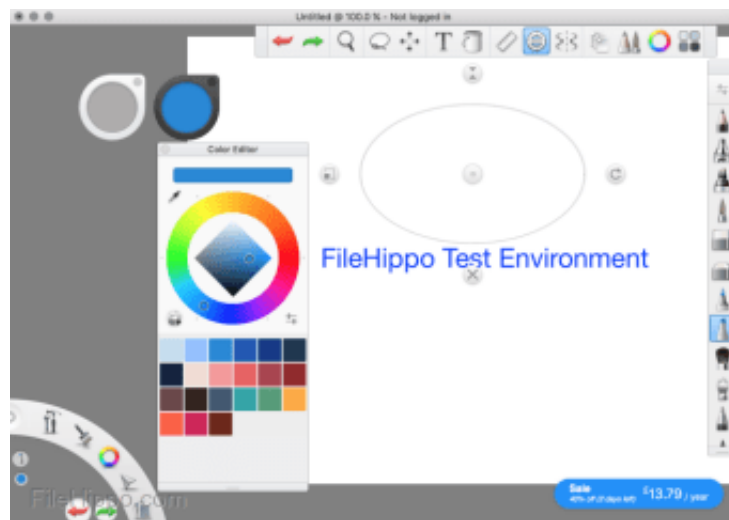 Untitled @ 100.0 % - Not logged in
T
Color Editor
FileHippo Test Environment
FileHippo.com
Sale
£13.79 / year